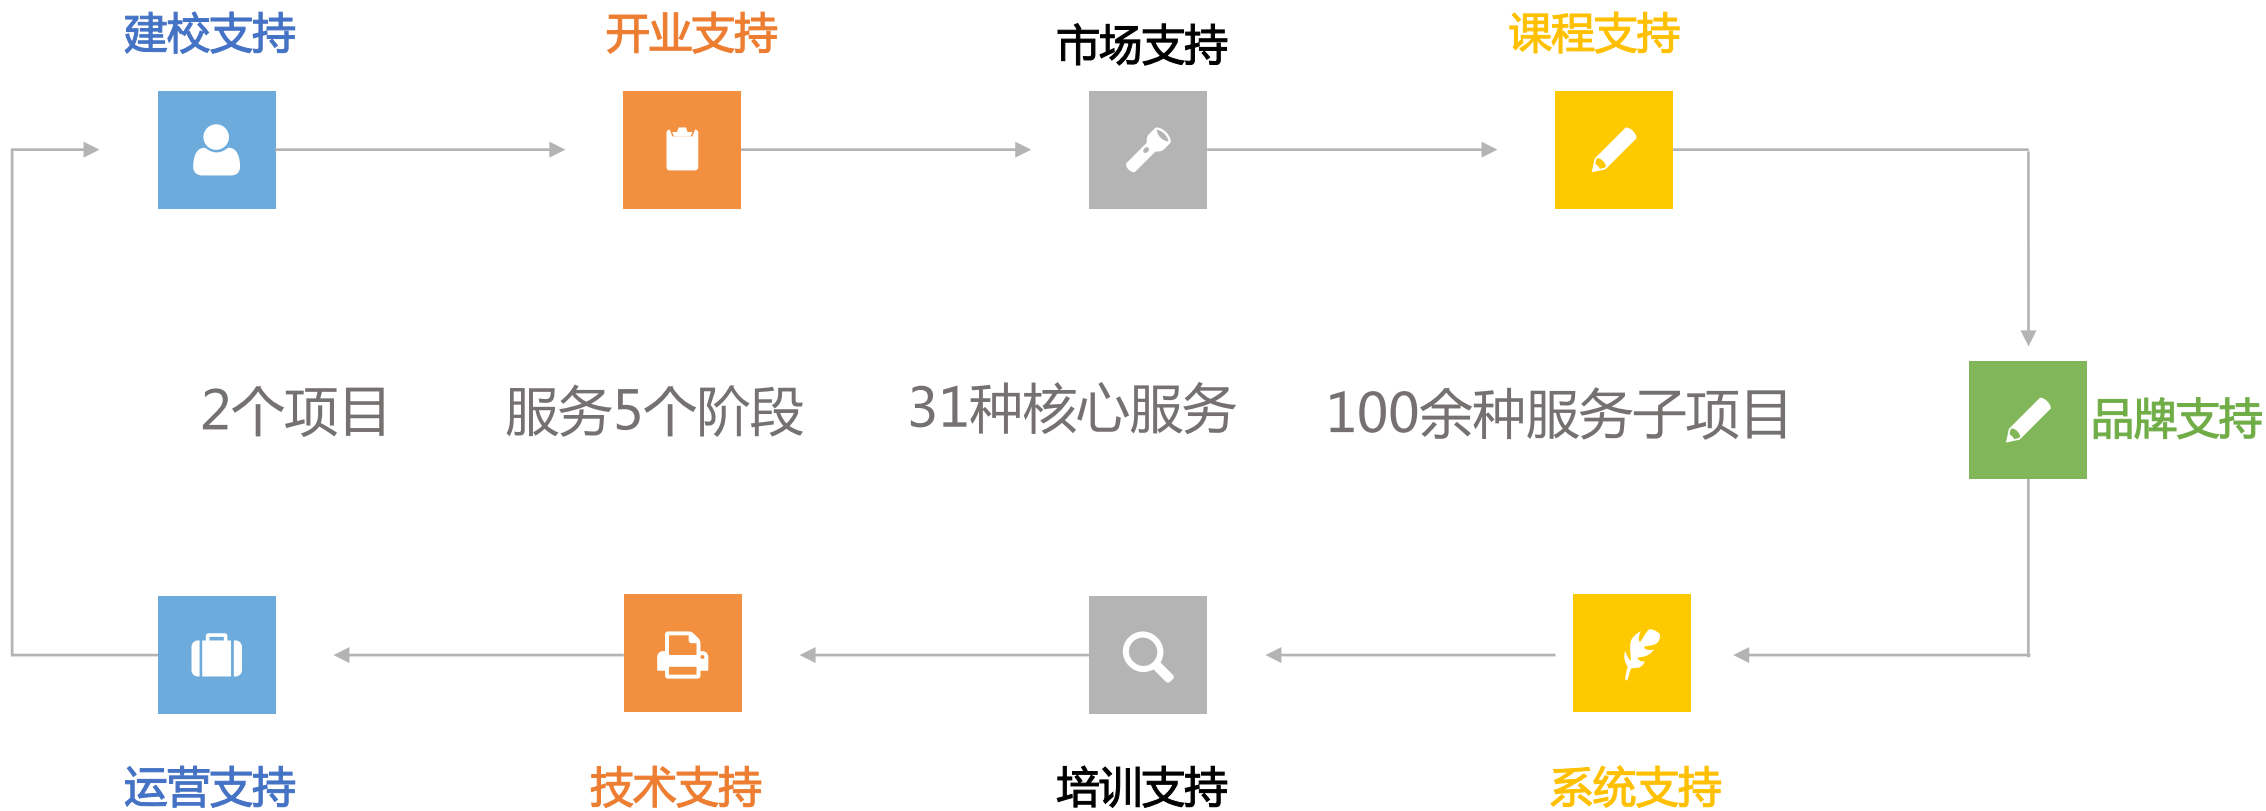 建校支持
开业支持
市场支持
课程支持
2个项目
服务5个阶段
31种核心服务
100余种服务子项目
品牌支持
运营支持
技术支持
培训支持
系统支持